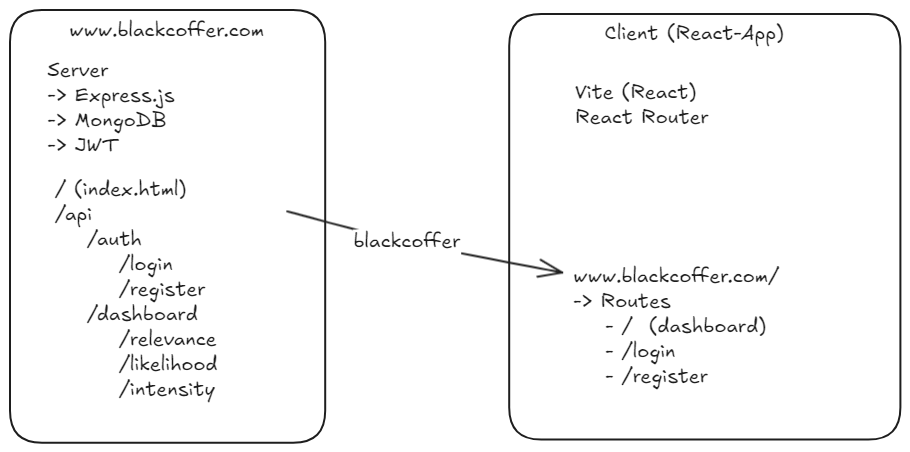 www.blackcoffer.com
Server
-> Express.js
-> MongoDB
-> JWT
/ (index.html)
/api
/auth
/login
/register
/dashboard
/relevance
/likelihood
/intensity
blackcoffer
Client (React-App)
Vite (React)
React Router
www.blackcoffer.com/
-> Routes
- / (dashboard)
- /login
- /register